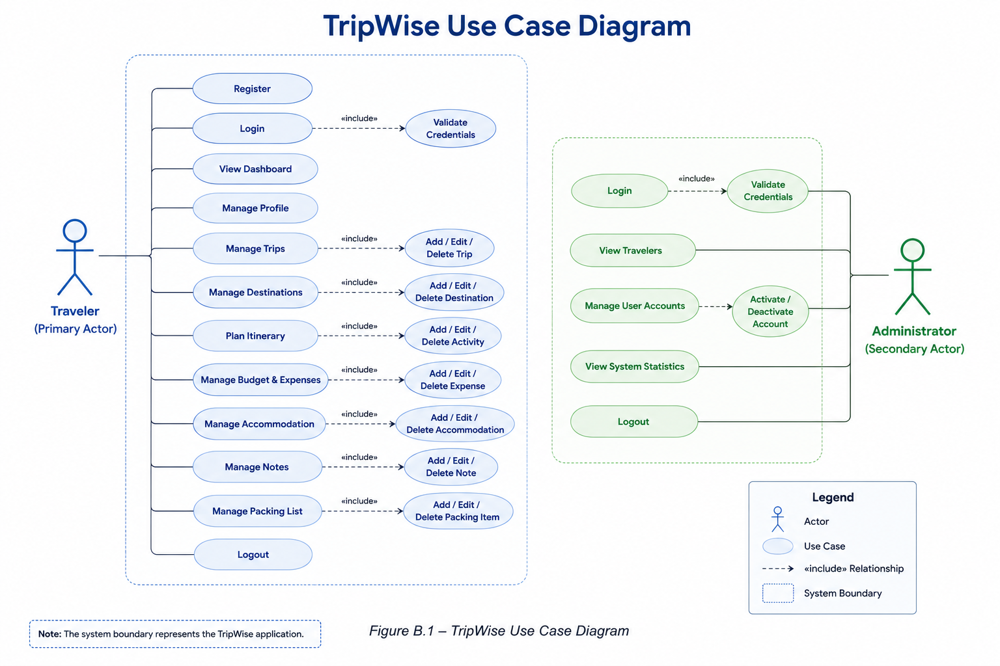 TripWise Use Case Diagram
Register
Login
«include»
Validate
Credentials
View Dashboard
Manage Profile
Manage Trips
«include»
Add / Edit /
Delete Trip
Manage Destinations
«include»
Add / Edit /
Delete Destination
Plan Itinerary
«include»
Add / Edit /
Delete Activity
Manage Budget & Expenses
«include»
Add / Edit /
Delete Expense
Manage Accommodation
«include»
Add / Edit /
Delete Accommodation
Manage Notes
«include»
Add / Edit /
Delete Note
Manage Packing List
«include»
Add / Edit /
Delete Packing Item
Logout
Traveler
(Primary Actor)
Login
«include»
Validate
Credentials
View Travelers
Manage User Accounts
Activate /
Deactivate
Account
View System Statistics
Logout
Administrator
(Secondary Actor)
Legend
Actor
Use Case
«include» Relationship
System Boundary
Note: The system boundary represents the TripWise application.
Figure B.1 – TripWise Use Case Diagram